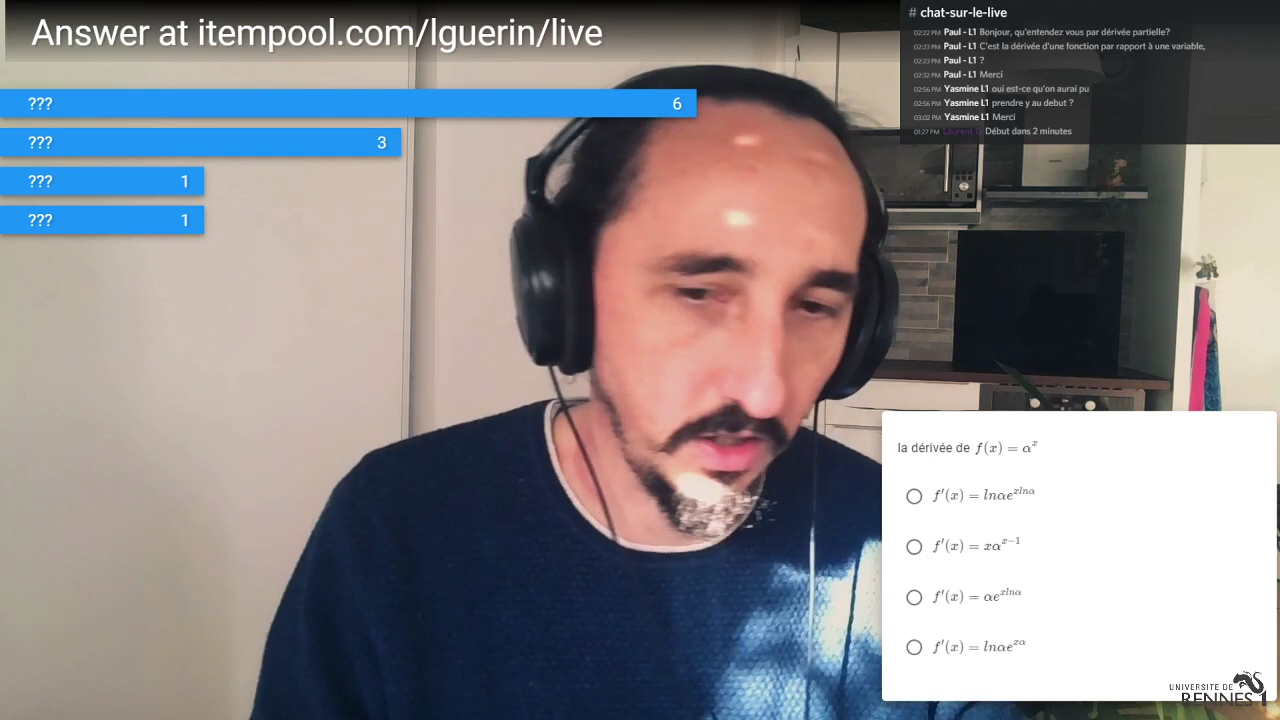 Answer at itempool.com/lguerin/live
??? 6
??? 3
??? 1
??? 1
# chat-sur-le-live
02:22 PM Paul - L1 Bonjour, qu'entendez vous par dérivée partielle?
02:23 PM Paul - L1 C'est la dérivée d'une fonction par rapport à une variable,
02:23 PM Paul - L1 ?
02:32 PM Paul - L1 Merci
02:56 PM Yasmine L1 oui est-ce qu'on aurai pu
02:56 PM Yasmine L1 prendre y au debut ?
03:02 PM Yasmine L1 Merci
01:27 PM Laurent G Début dans 2 minutes
la dérivée de f(x) = α^x
f'(x) = lnαe^{xlnα}
f'(x) = xα^{x−1}
f'(x) = αe^{xlnα}
f'(x) = lnαe^{xα}
UNIVERSITE DE
RENNES 1